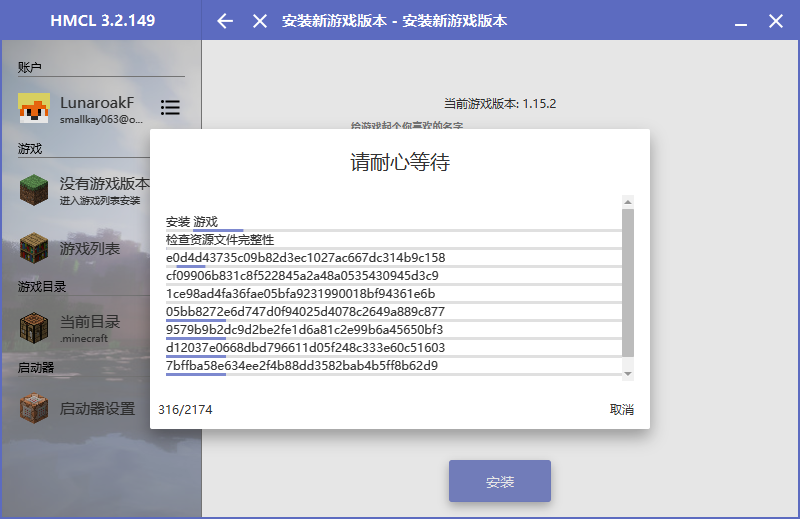 HMCL 3.2.149
安装新游戏版本 - 安装新游戏版本
账户
LunaroakF
smallkay063@o...
游戏
没有游戏版本
进入游戏列表安装
游戏列表
游戏目录
当前目录
.minecraft
启动器
启动器设置
当前游戏版本: 1.15.2
给游戏起个你喜欢的名字
请耐心等待
安装 游戏
检查资源文件完整性
e0d4d43735c09b82d3ec1027ac667dc314b9c158
cf09906b831c8f522845a2a48a0535430945d3c9
1ce98ad4fa36fae05bfa9231990018bf94361e6b
05bb8272e6d747d0f94025d4078c2649a889c877
9579b9b2dc9d2be2fe1d6a81c2e99b6a45650bf3
d12037e0668dbd796611d05f248c333e60c51603
7bffba58e634ee2f4b88dd3582bab4b5ff8b62d9
316/2174
取消
安装